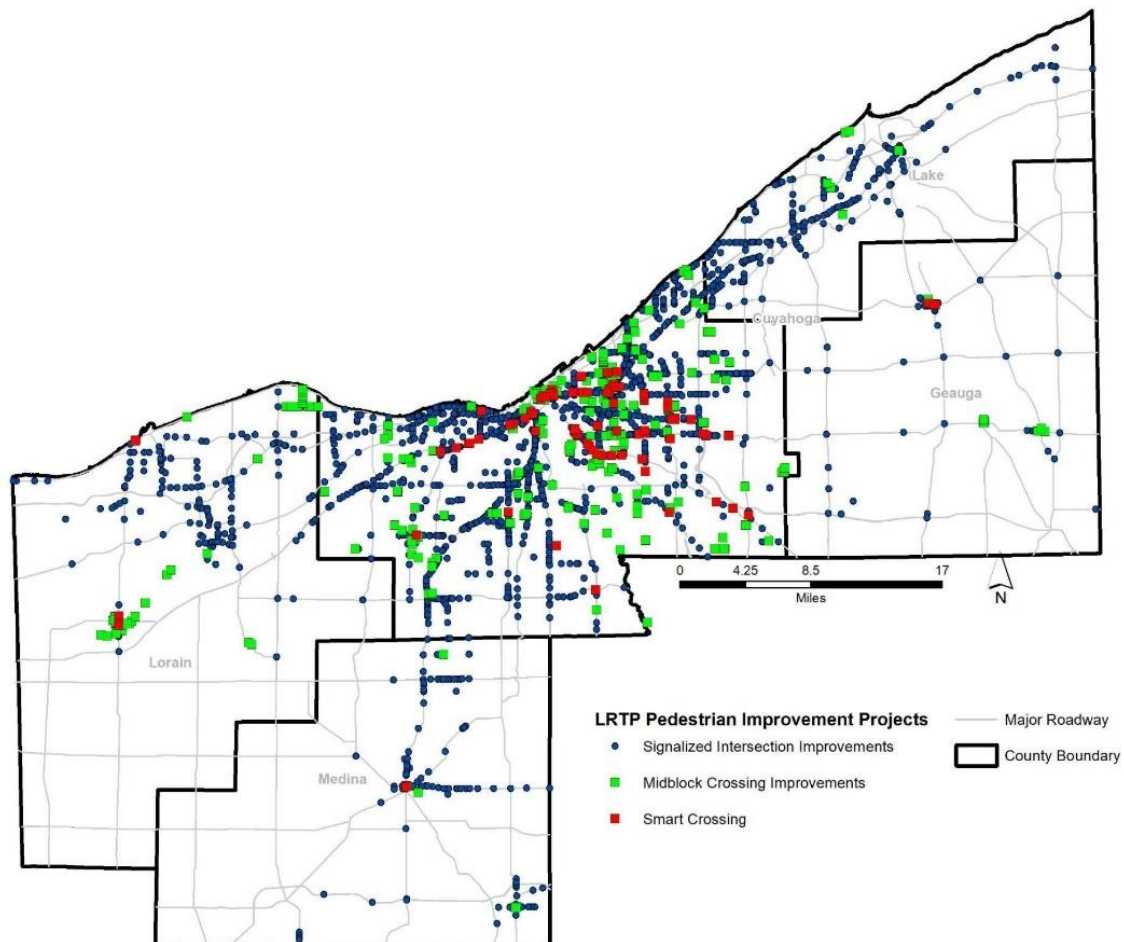 Lake
Cuyahoga
Geauga
0 4.25 8.5 17
Miles
N
Lorain
LRTP Pedestrian Improvement Projects
Signalized Intersection Improvements
Midblock Crossing Improvements
Smart Crossing
Major Roadway
County Boundary
Medina